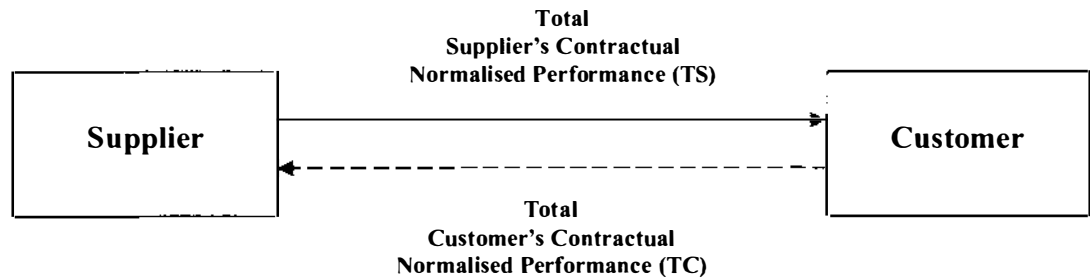 Total
Supplier's Contractual
Normalised Performance (TS)
Supplier
Customer
Total
Customer's Contractual
Normalised Performance (TC)